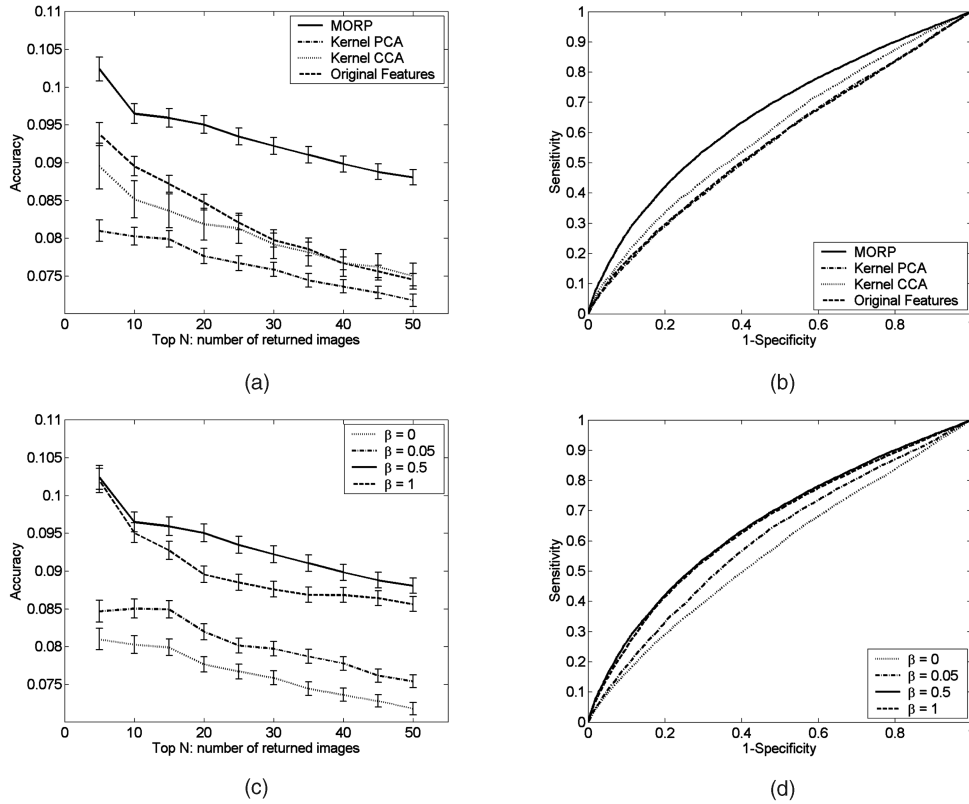 0.11
0.105
0.1
0.095
0.09
0.085
0.08
0.075
Accuracy
0 10 20 30 40 50
Top N: number of returned images
MORP
Kernel PCA
Kernel CCA
Original Features
(a)
1
0.9
0.8
0.7
0.6
0.5
0.4
0.3
0.2
0.1
0
Sensitivity
0 0.2 0.4 0.6 0.8
1-Specificity
MORP
Kernel PCA
Kernel CCA
Original Features
(b)
0.11
0.105
0.1
0.095
0.09
0.085
0.08
0.075
Accuracy
0 10 20 30 40 50
Top N: number of returned images
β = 0
β = 0.05
β = 0.5
β = 1
(c)
1
0.9
0.8
0.7
0.6
0.5
0.4
0.3
0.2
0.1
0
Sensitivity
0 0.2 0.4 0.6 0.8
1-Specificity
β = 0
β = 0.05
β = 0.5
β = 1
(d)